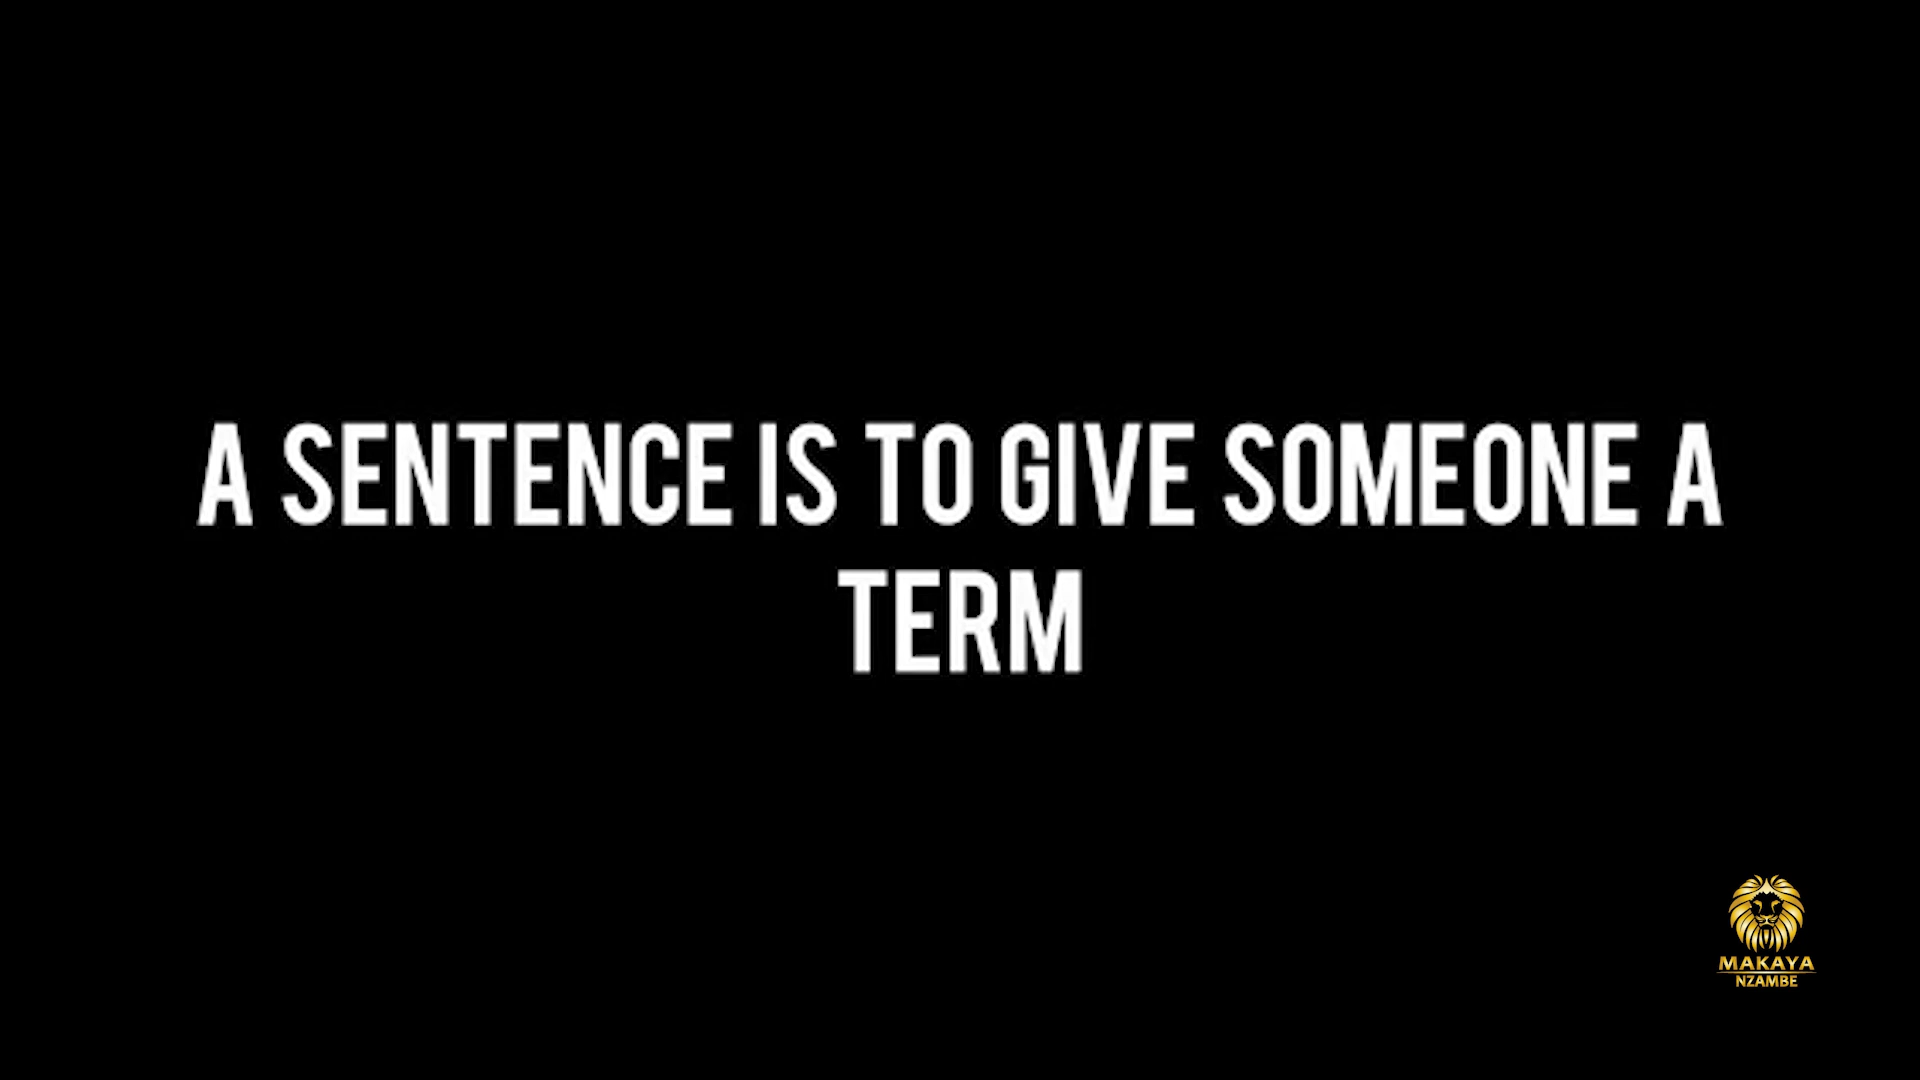 A SENTENCE IS TO GIVE SOMEONE A
TERM
MAKAYA
NZAMBE